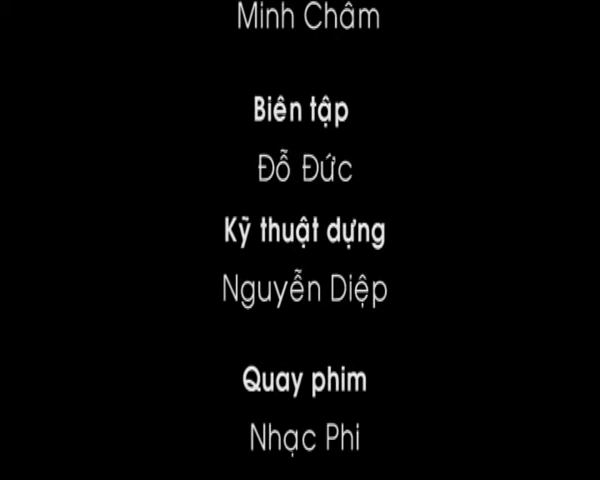 Minh Châm
Biên tập
Đỗ Đức
Kỹ thuật dựng
Nguyễn Diệp
Quay phim
Nhạc Phi